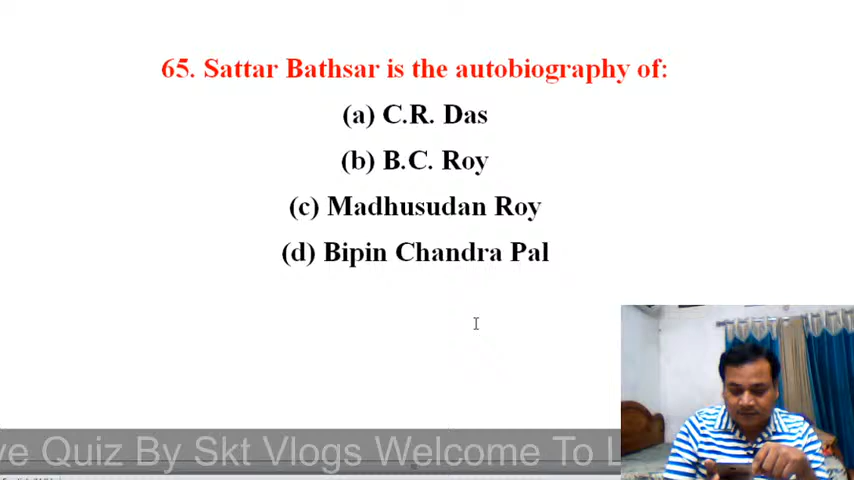 65. Sattar Bathsar is the autobiography of:
(a) C.R. Das
(b) B.C. Roy
(c) Madhusudan Roy
(d) Bipin Chandra Pal
ve Quiz By Skt Vlogs Welcome To L